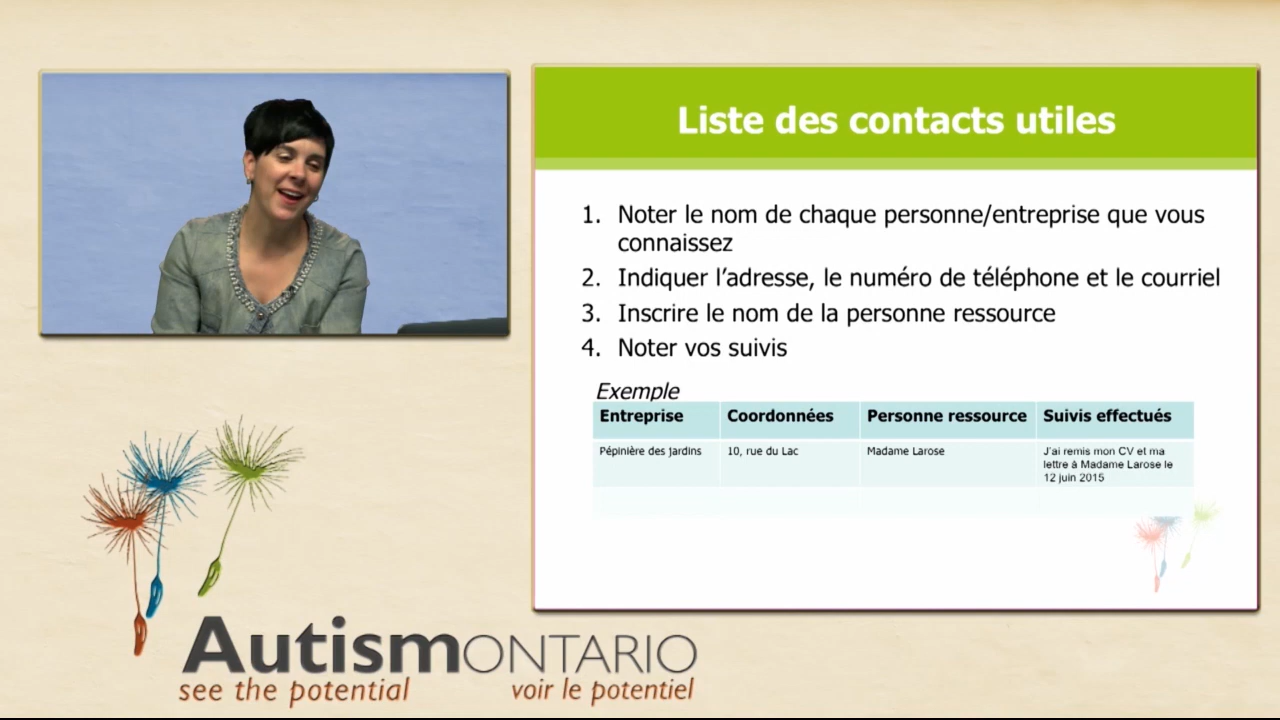 Liste des contacts utiles
1. Noter le nom de chaque personne/entreprise que vous
connaissez
2. Indiquer l'adresse, le numéro de téléphone et le courriel
3. Inscrire le nom de la personne ressource
4. Noter vos suivis
Exemple
Entreprise Coordonnées Personne ressource Suivis effectués
Pépinière des jardins 10, rue du Lac Madame Larose J'ai remis mon CV et ma
lettre à Madame Larose le
12 juin 2015
AutismONTARIO
see the potential voir le potentiel